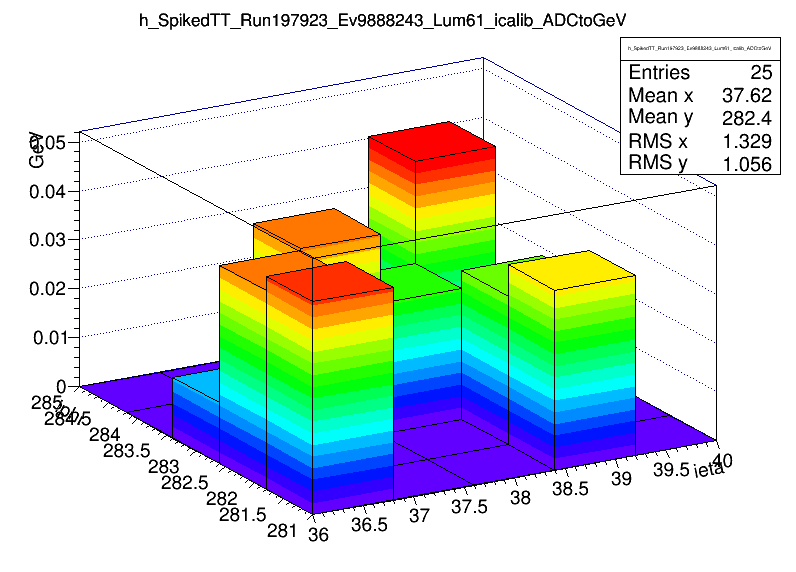 h_SpikedTT_Run197923_Ev9888243_Lum61_icalib_ADCtoGeV
h_SpikedTT_Run197923_Ev9888243_Lum61_icalib_ADCtoGeV
Entries 25
Mean x 37.62
Mean y 282.4
RMS x 1.329
RMS y 1.056
GeV
0.05
0.04
0.03
0.02
0.01
0
285
284.5
284
283.5
283
282.5
282
281.5
281
36
36.5
37
37.5
38
38.5
39
39.5
40
ieta